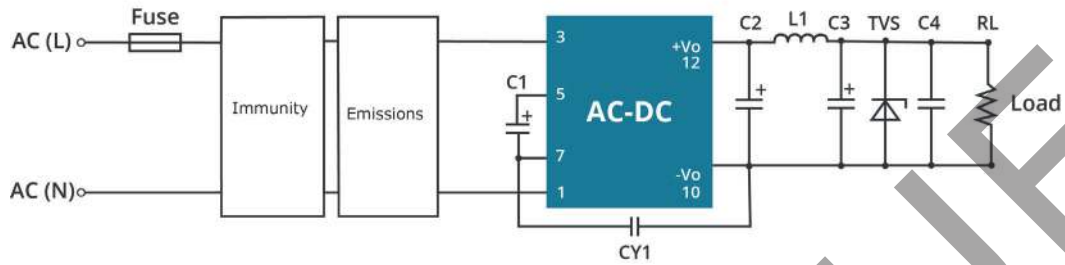 Fuse
AC (L)
Immunity
Emissions
C1
3
5
7
1
AC-DC
+Vo
12
-Vo
10
CY1
C2
L1
C3
TVS
C4
RL
+
+
+
Load
AC (N)